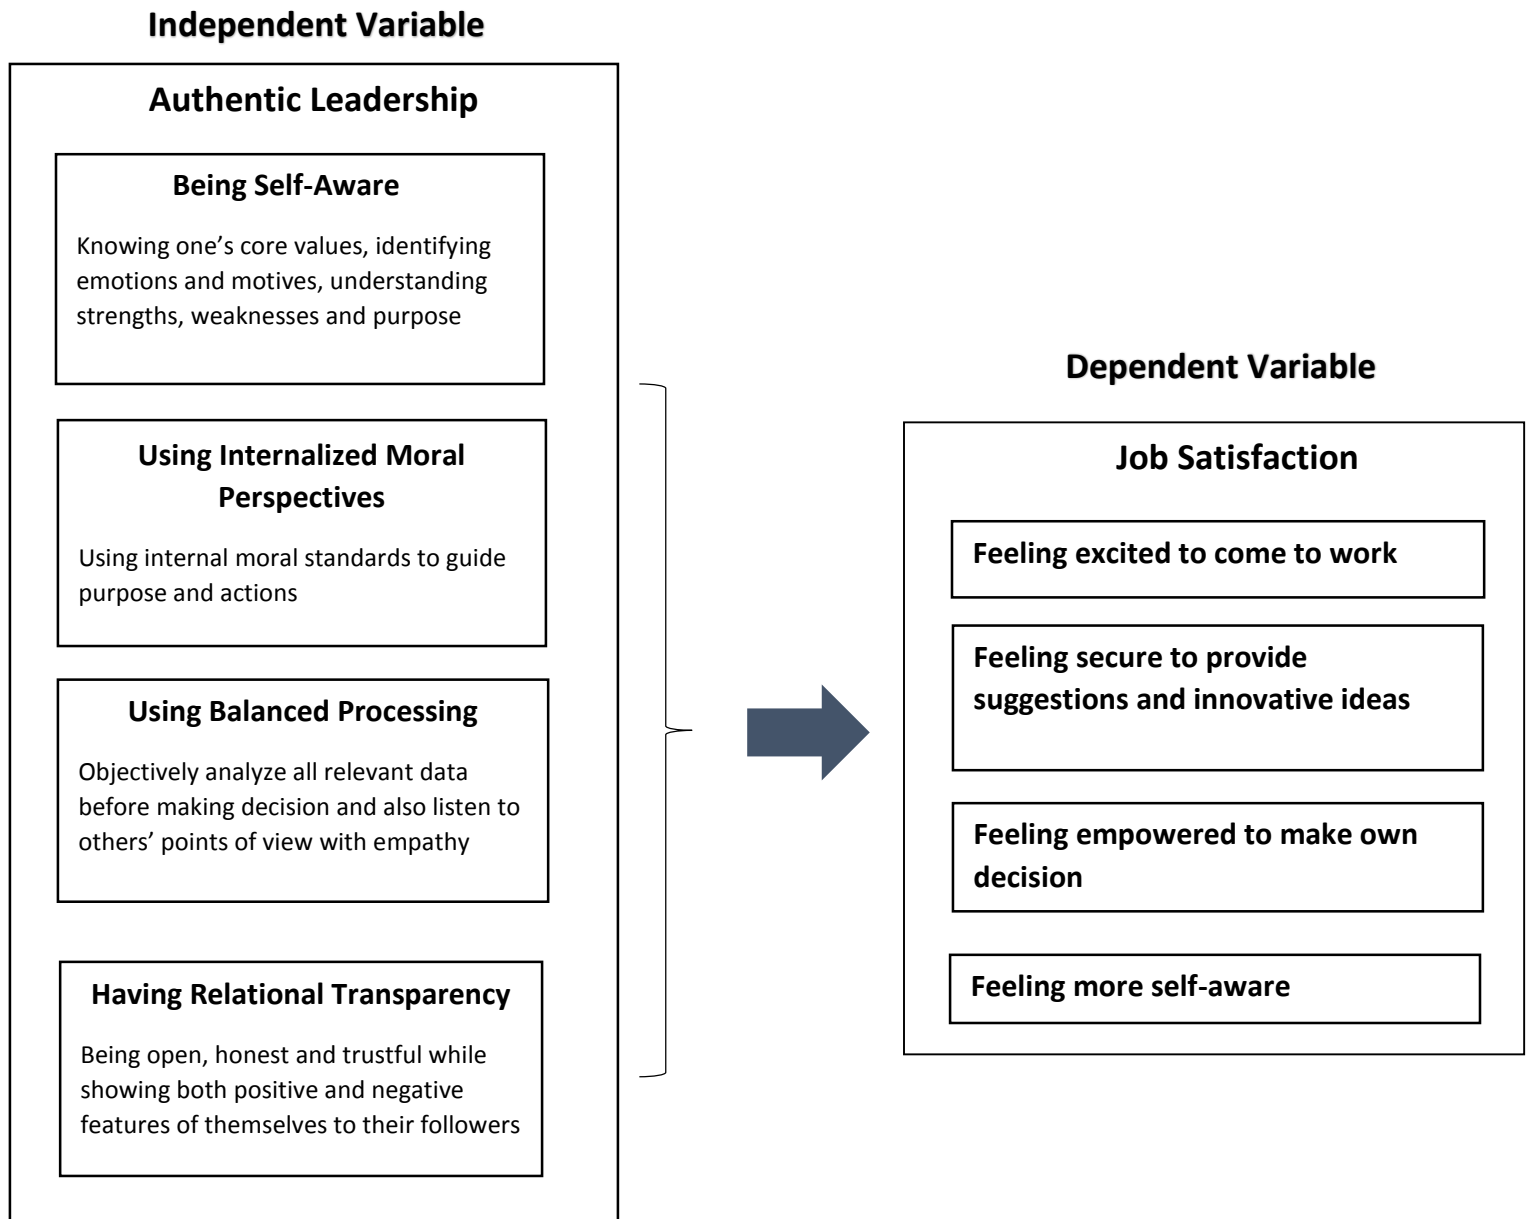 Independent Variable
Authentic Leadership
Being Self-Aware
Knowing one’s core values, identifying
emotions and motives, understanding
strengths, weaknesses and purpose
Using Internalized Moral
Perspectives
Using internal moral standards to guide
purpose and actions
Using Balanced Processing
Objectively analyze all relevant data
before making decision and also listen to
others’ points of view with empathy
Having Relational Transparency
Being open, honest and trustful while
showing both positive and negative
features of themselves to their followers
Dependent Variable
Job Satisfaction
Feeling excited to come to work
Feeling secure to provide
suggestions and innovative ideas
Feeling empowered to make own
decision
Feeling more self-aware